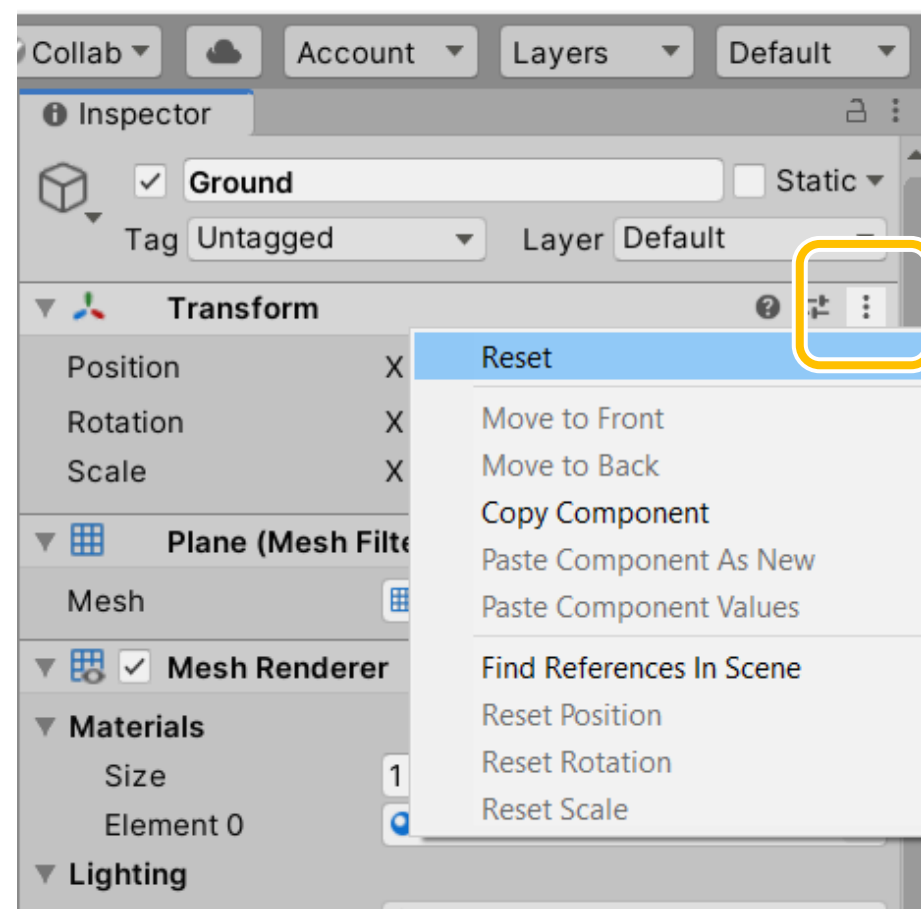 Collab Account Layers Default
Inspector
Ground Static
Tag Untagged Layer Default
Transform
Position X
Rotation X
Scale X
Reset
Move to Front
Move to Back
Copy Component
Paste Component As New
Paste Component Values
Find References In Scene
Reset Position
Reset Rotation
Reset Scale
Plane (Mesh Filte
Mesh
Mesh Renderer
Materials
Size 1
Element 0
Lighting